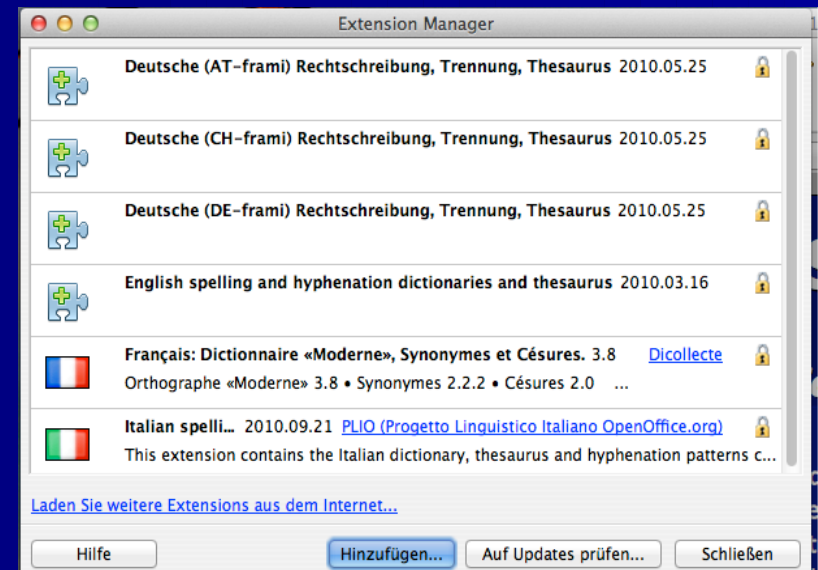 Extension Manager
Deutsche (AT-frami) Rechtschreibung, Trennung, Thesaurus 2010.05.25
Deutsche (CH-frami) Rechtschreibung, Trennung, Thesaurus 2010.05.25
Deutsche (DE-frami) Rechtschreibung, Trennung, Thesaurus 2010.05.25
English spelling and hyphenation dictionaries and thesaurus 2010.03.16
Français: Dictionnaire «Moderne», Synonymes et Césures. 3.8 Dicollecte
Orthographe «Moderne» 3.8 • Synonymes 2.2.2 • Césures 2.0 ...
Italian spelli... 2010.09.21 PLIO (Progetto Linguistico Italiano OpenOffice.org)
This extension contains the Italian dictionary, thesaurus and hyphenation patterns c...
Laden Sie weitere Extensions aus dem Internet...
Hilfe Hinzufügen... Auf Updates prüfen... Schließen